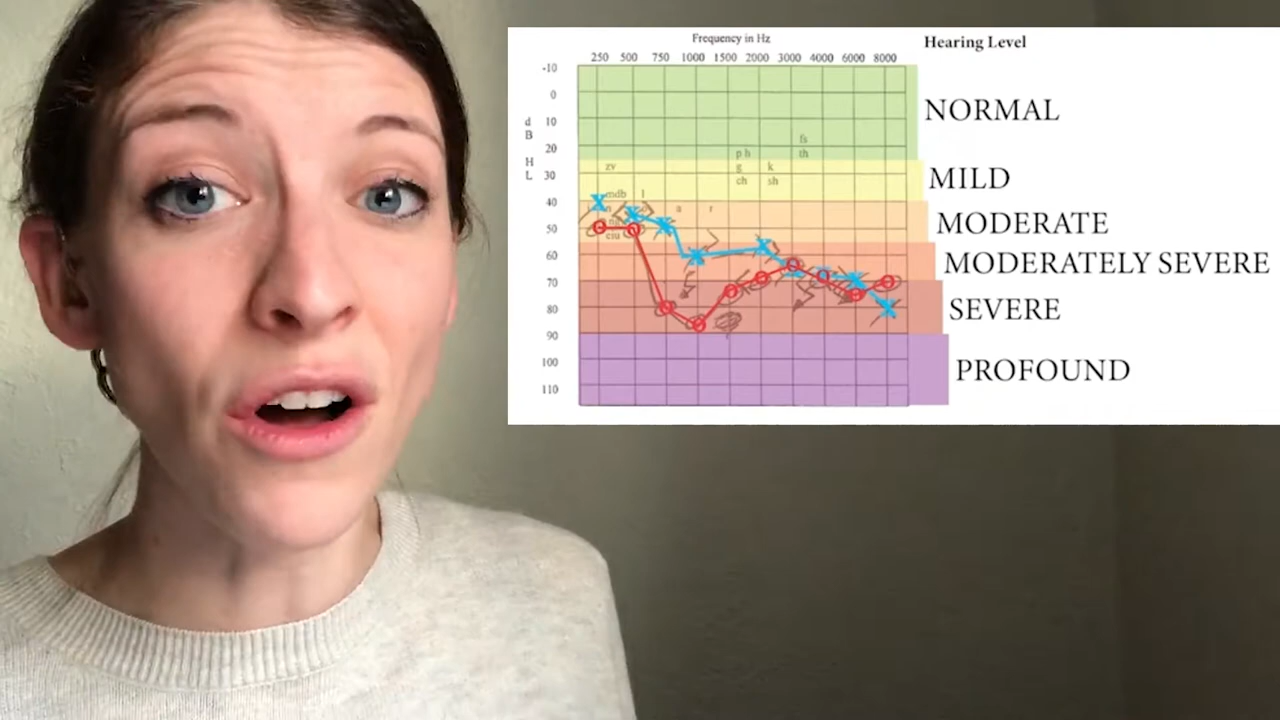 Frequency in Hz
250 500 750 1000 1500 2000 3000 4000 6000 8000
Hearing Level
-10
0
10
20
30
40
50
60
70
80
90
100
110
d
B
H
L
NORMAL
MILD
MODERATE
MODERATELY SEVERE
SEVERE
PROFOUND
fs
p h
th
zv
g
k
ch
sh
mdb
l
n
a
r